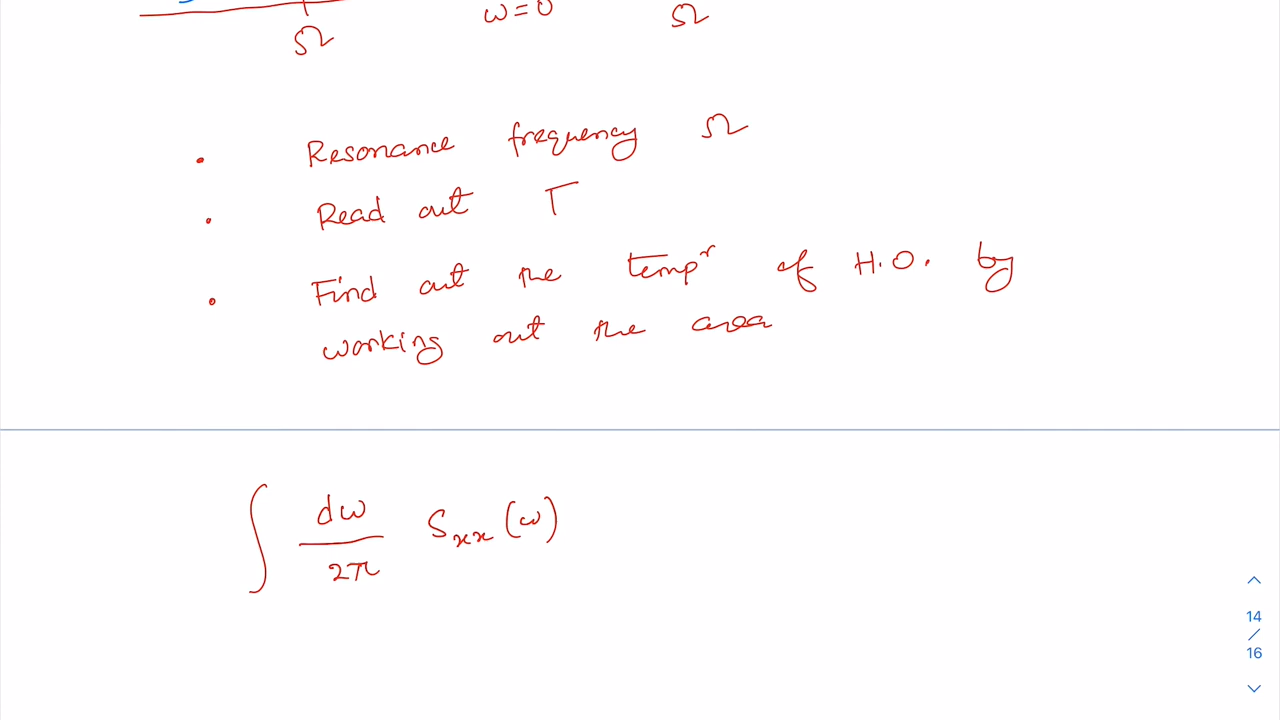 Ω ω = 0 Ω
• Resonance frequency Ω
• Read out Γ
• Find out the tempʳ of H.O. by
working out the area
∫ dω/2π Sₓₓ(ω)
14
/
16